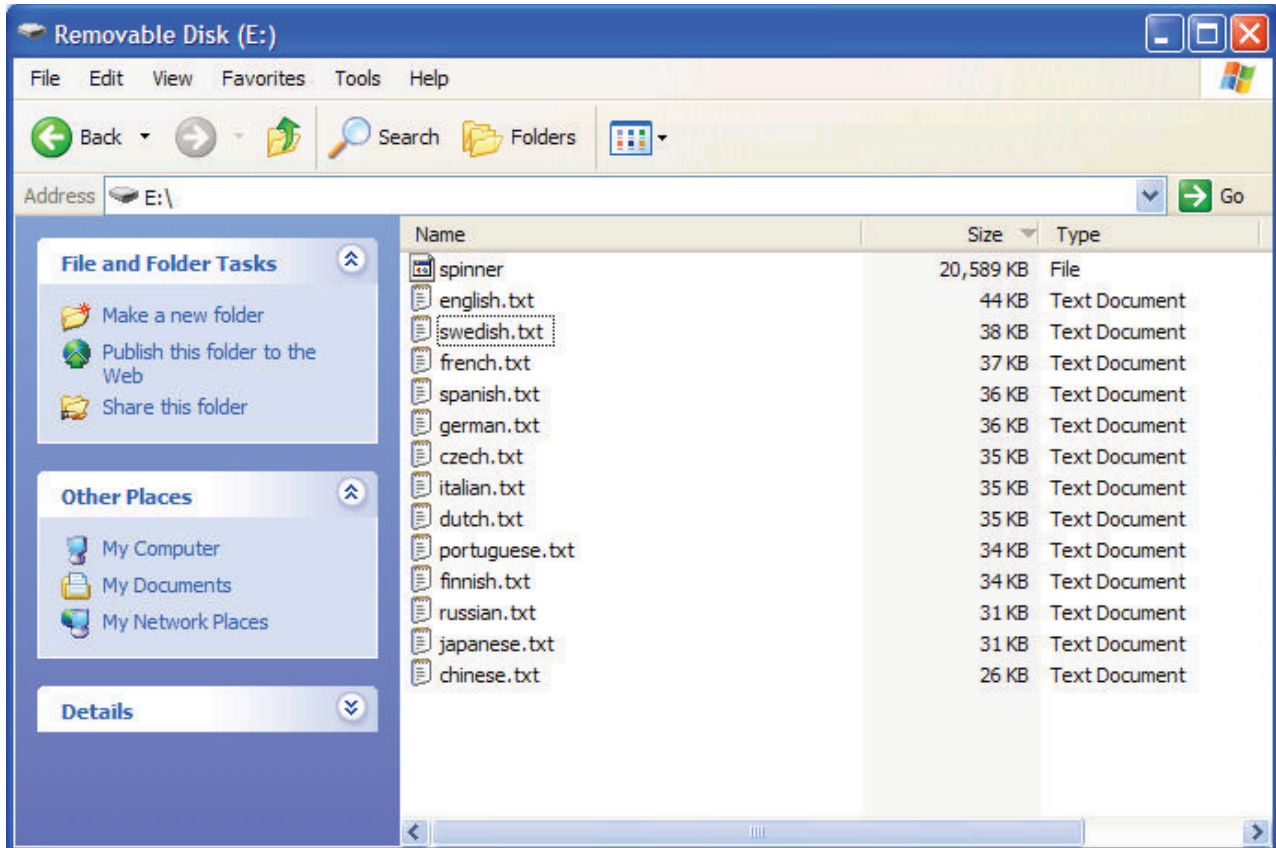 Removable Disk (E:)
File Edit View Favorites Tools Help
Back Search Folders
Address E:\ Go
File and Folder Tasks
Make a new folder
Publish this folder to the
Web
Share this folder
Other Places
My Computer
My Documents
My Network Places
Details
Name Size Type
spinner 20,589 KB File
english.txt 44 KB Text Document
swedish.txt 38 KB Text Document
french.txt 37 KB Text Document
spanish.txt 36 KB Text Document
german.txt 36 KB Text Document
czech.txt 35 KB Text Document
italian.txt 35 KB Text Document
dutch.txt 35 KB Text Document
portuguese.txt 34 KB Text Document
finnish.txt 34 KB Text Document
russian.txt 31 KB Text Document
japanese.txt 31 KB Text Document
chinese.txt 26 KB Text Document